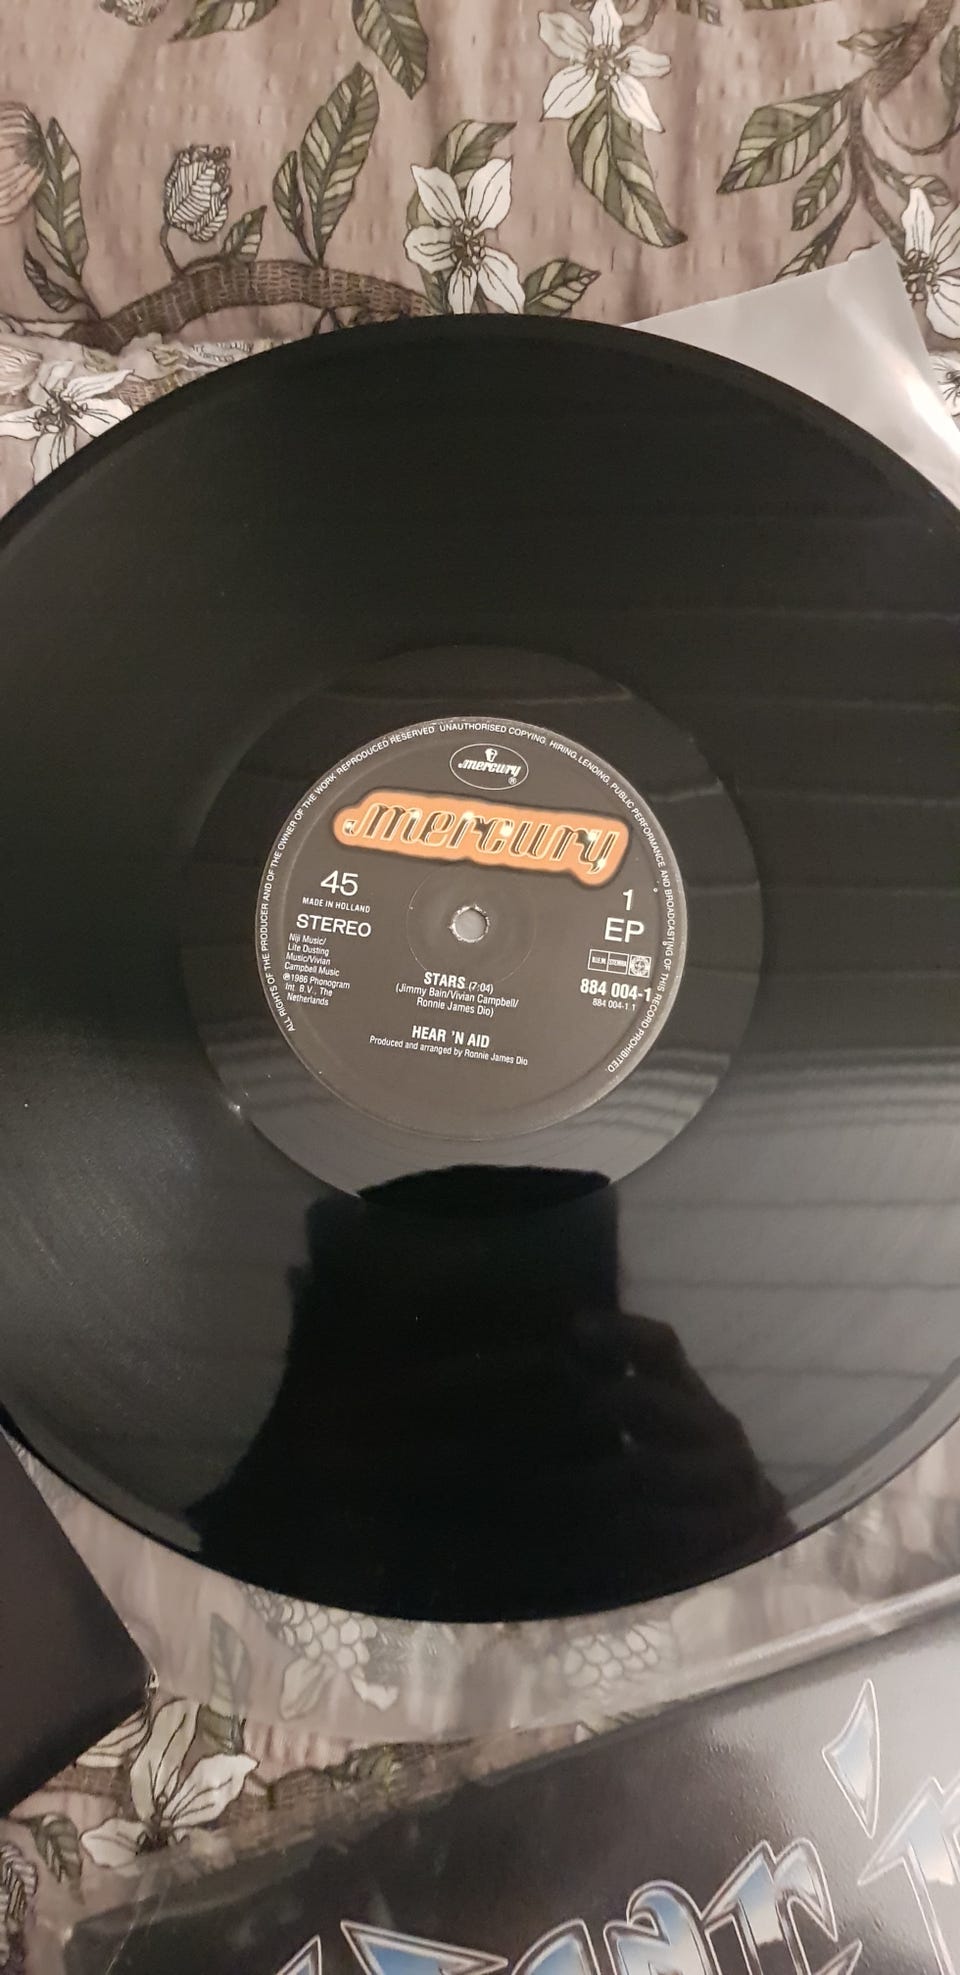 ALL RIGHTS OF THE PRODUCER AND OF THE OWNER OF THE WORK REPRODUCED RESERVED UNAUTHORISED COPYING, HIRING, LENDING, PUBLIC PERFORMANCE AND BROADCASTING OF THIS RECORD PROHIBITED.
mercury®
mercury
45
MADE IN HOLLAND
STEREO
Niji Music/
Lite Dusting
Music/Vivian
Campbell Music
℗1986 Phonogram
Int. B.V., The
Netherlands
1
EP
B.I.E.M. STEMRA
884 004-1
884 004-1 1
STARS (7:04)
(Jimmy Bain/Vivian Campbell/
Ronnie James Dio)
HEAR 'N AID
Produced and arranged by Ronnie James Dio